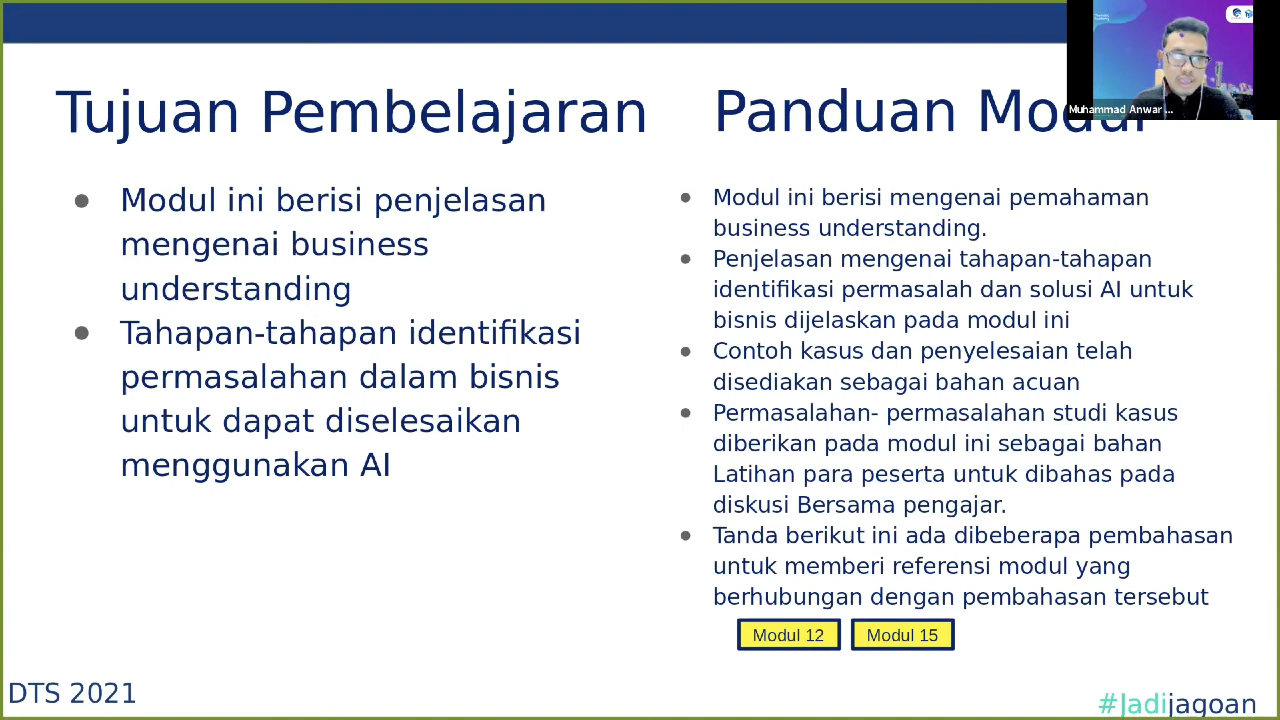 Tujuan Pembelajaran
Modul ini berisi penjelasan
mengenai business
understanding
Tahapan-tahapan identifikasi
permasalahan dalam bisnis
untuk dapat diselesaikan
menggunakan AI
Panduan Modul
Modul ini berisi mengenai pemahaman
business understanding.
Penjelasan mengenai tahapan-tahapan
identifikasi permasalah dan solusi AI untuk
bisnis dijelaskan pada modul ini
Contoh kasus dan penyelesaian telah
disediakan sebagai bahan acuan
Permasalahan- permasalahan studi kasus
diberikan pada modul ini sebagai bahan
Latihan para peserta untuk dibahas pada
diskusi Bersama pengajar.
Tanda berikut ini ada dibeberapa pembahasan
untuk memberi referensi modul yang
berhubungan dengan pembahasan tersebut
Modul 12
Modul 15
Muhammad Anwar ...
DTS 2021
#Jadijagoan